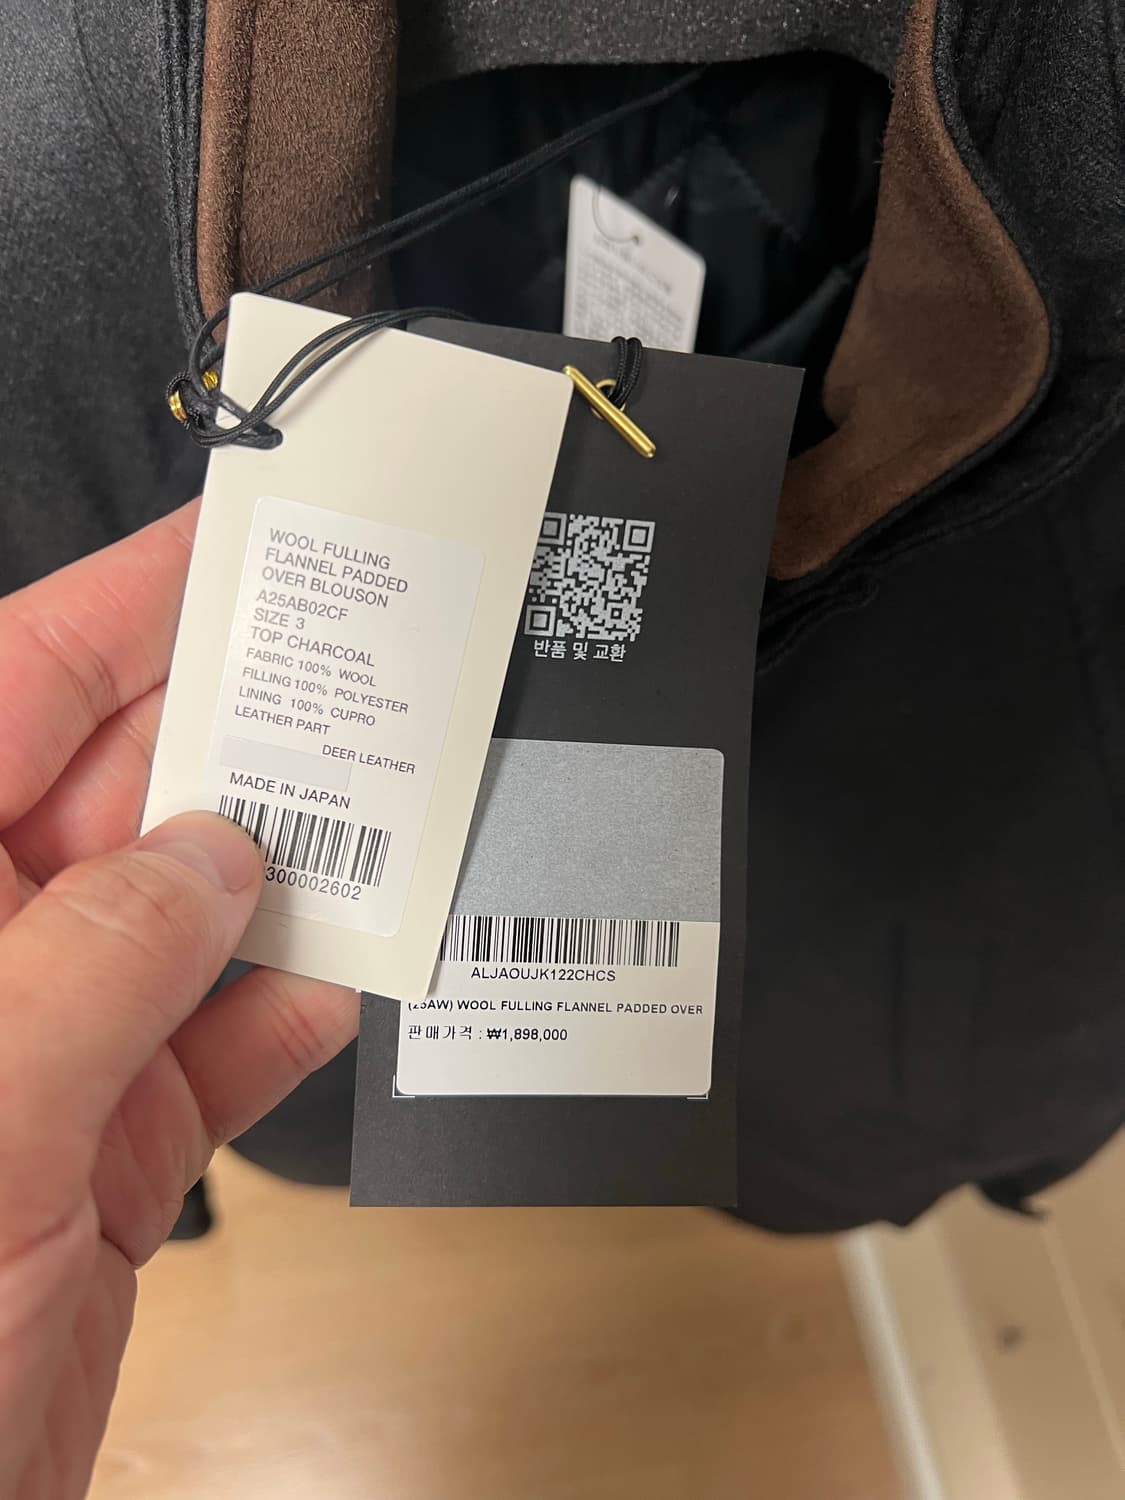 WOOL FULLING
FLANNEL PADDED
OVER BLOUSON
A25AB02CF
SIZE 3
TOP CHARCOAL
FABRIC 100% WOOL
FILLING 100% POLYESTER
LINING 100% CUPRO
LEATHER PART
DEER LEATHER
MADE IN JAPAN
300002602
반품 및 교환
ALJAOUJK122CHCS
(25AW) WOOL FULLING FLANNEL PADDED OVER
판매가격 : ₩1,898,000